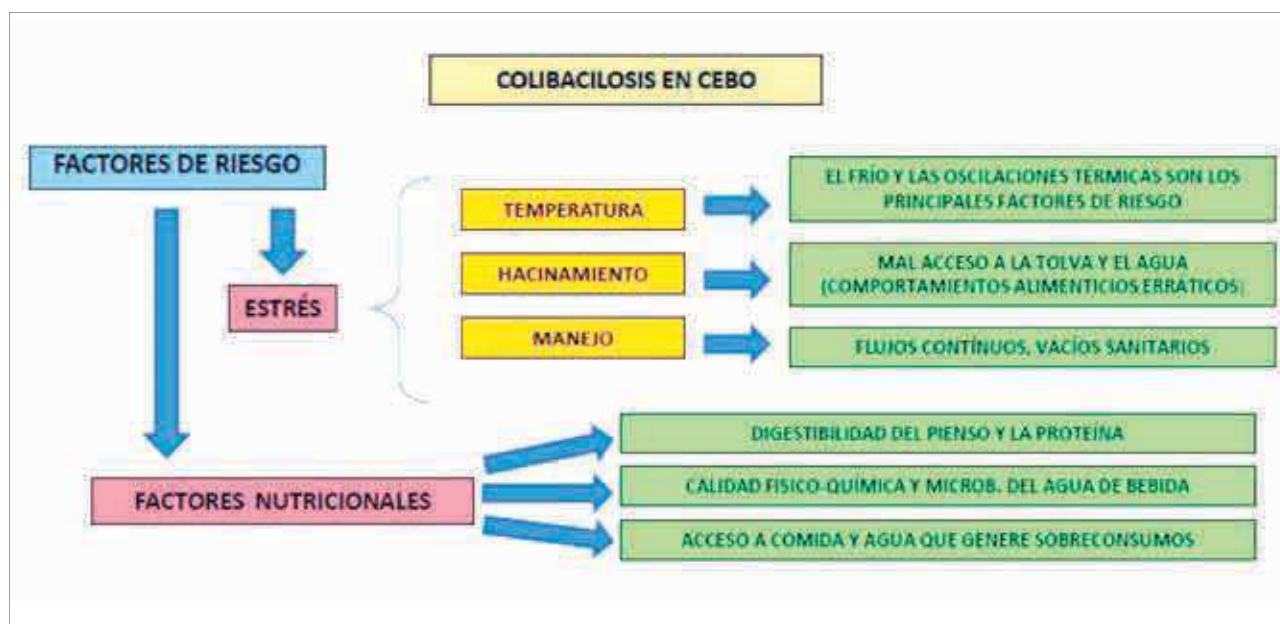 COLIBACILOSIS EN CEBO
FACTORES DE RIESGO
ESTRÉS
TEMPERATURA
EL FRÍO Y LAS OSCILACIONES TÉRMICAS SON LOS
PRINCIPALES FACTORES DE RIESGO
HACINAMIENTO
MAL ACCESO A LA TOLVA Y EL AGUA
(COMPORTAMIENTOS ALIMENTICIOS ERRÁTICOS)
MANEJO
FLUJOS CONTÍNUOS, VACÍOS SANITARIOS
FACTORES NUTRICIONALES
DIGESTIBILIDAD DEL PIENSO Y LA PROTEÍNA
CALIDAD FISICO-QUÍMICA Y MICROB. DEL AGUA DE BEBIDA
ACCESO A COMIDA Y AGUA QUE GENERE SOBRECONSUMOS